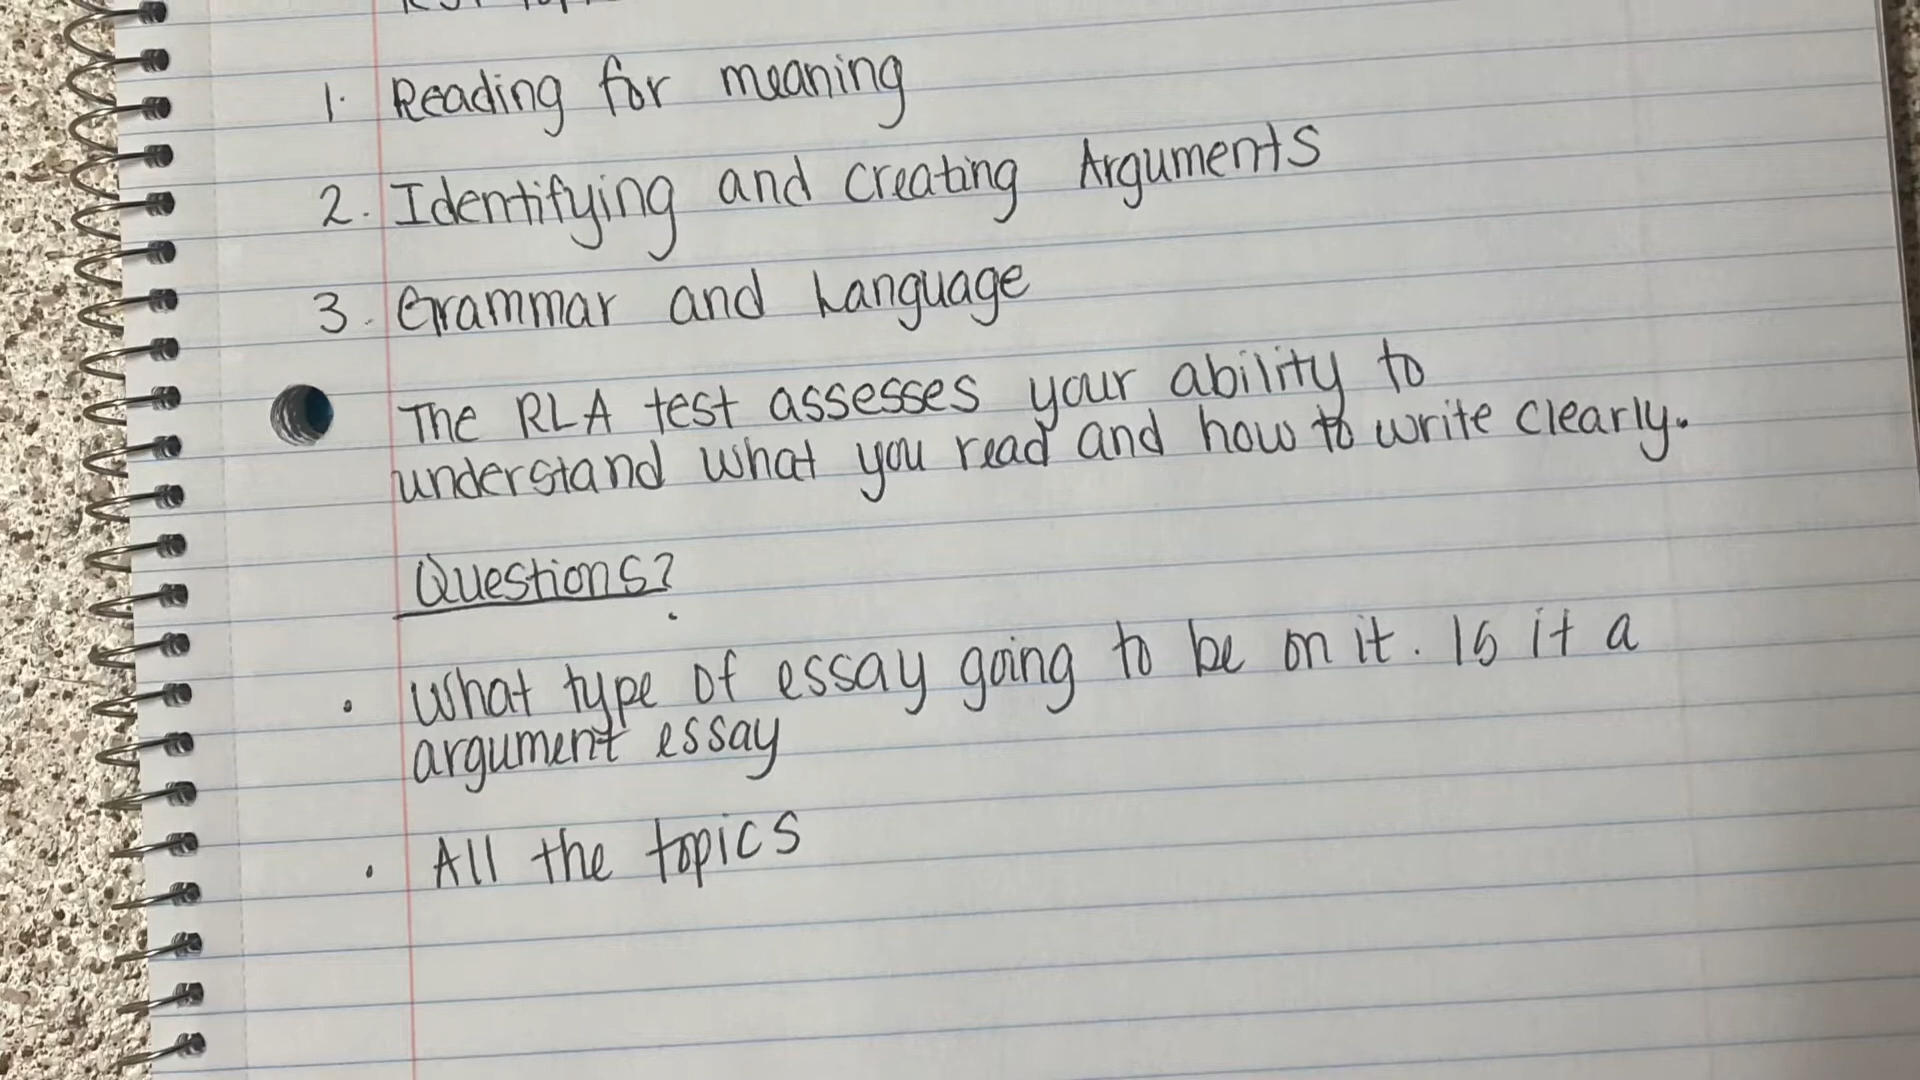 1. Reading for meaning
2. Identifying and creating Arguments
3. Grammar and Language
The RLA test assesses your ability to
understand what you read and how to write clearly.
Questions?
• What type of essay going to be on it. Is it a
argument essay
• All the topics